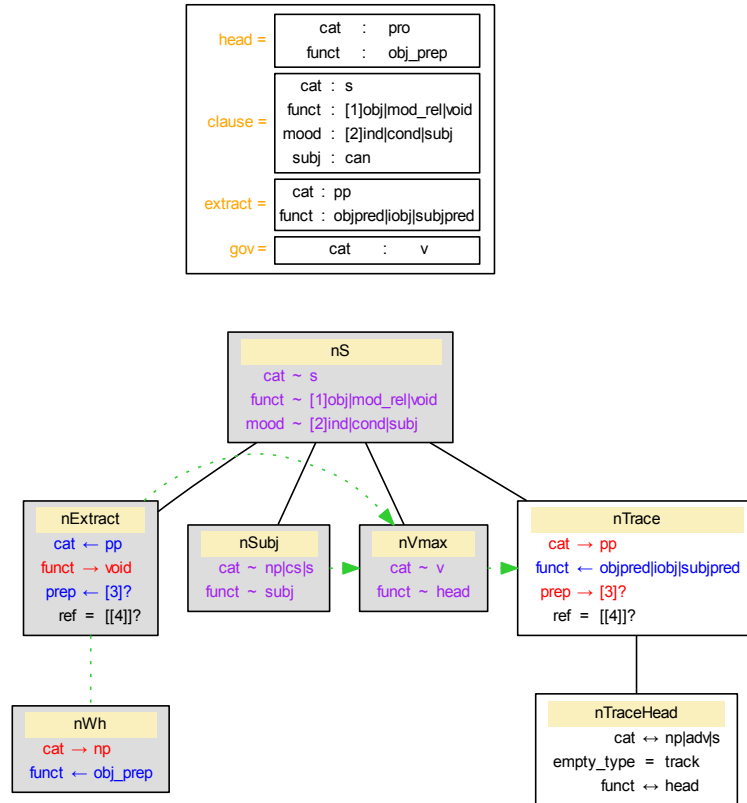 head =
cat : pro
funct : obj_prep
clause =
cat : s
funct : [1]obj|mod_rel|void
mood : [2]ind|cond|subj
subj : can
extract =
cat : pp
funct : objpred|iobj|subjpred
gov =
cat : v
nS
cat ~ s
funct ~ [1]obj|mod_rel|void
mood ~ [2]ind|cond|subj
nExtract
cat ← pp
funct → void
prep ← [3]?
ref = [[4]]?
nSubj
cat ~ np|cs|s
funct ~ subj
nVmax
cat ~ v
funct ~ head
nTrace
cat → pp
funct ← objpred|iobj|subjpred
prep → [3]?
ref = [[4]]?
nWh
cat → np
funct ← obj_prep
nTraceHead
cat ↔ np|adv|s
empty_type = track
funct ↔ head